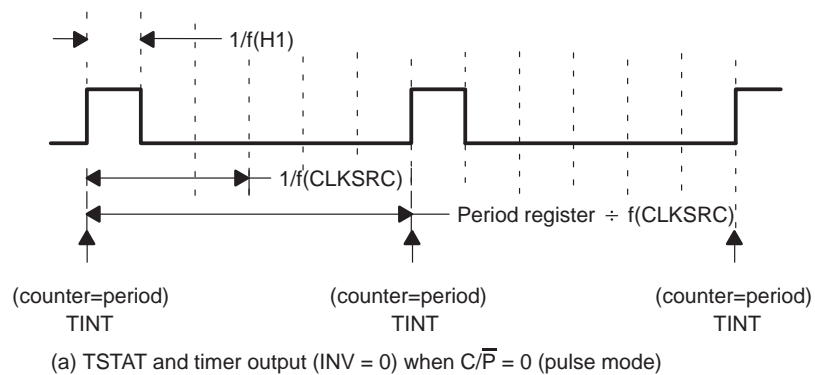 1/f(H1)
1/f(CLKSRC)
Period register ÷ f(CLKSRC)
(counter=period) (counter=period) (counter=period)
TINT TINT TINT
(a) TSTAT and timer output (INV = 0) when C/P̅ = 0 (pulse mode)